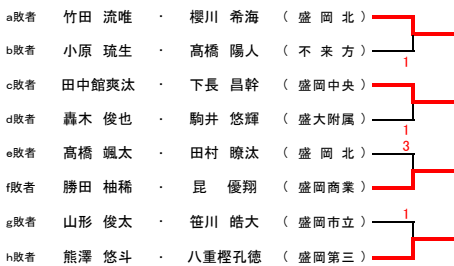 a敗者 竹田 流唯 ・ 櫻川 希海 ( 盛 岡 北 )
b敗者 小原 琉生 ・ 髙橋 陽人 ( 不 来 方 )
1
c敗者 田中館爽汰 ・ 下長 昌幹 ( 盛岡中央 )
d敗者 轟木 俊也 ・ 駒井 悠輝 ( 盛大附属 )
1
3
e敗者 髙橋 颯太 ・ 田村 瞭汰 ( 盛 岡 北 )
f敗者 勝田 柚稀 ・ 昆 優翔 ( 盛岡商業 )
1
g敗者 山形 俊太 ・ 笹川 皓大 ( 盛岡市立 )
h敗者 熊澤 悠斗 ・ 八重樫孔徳 ( 盛岡第三 )